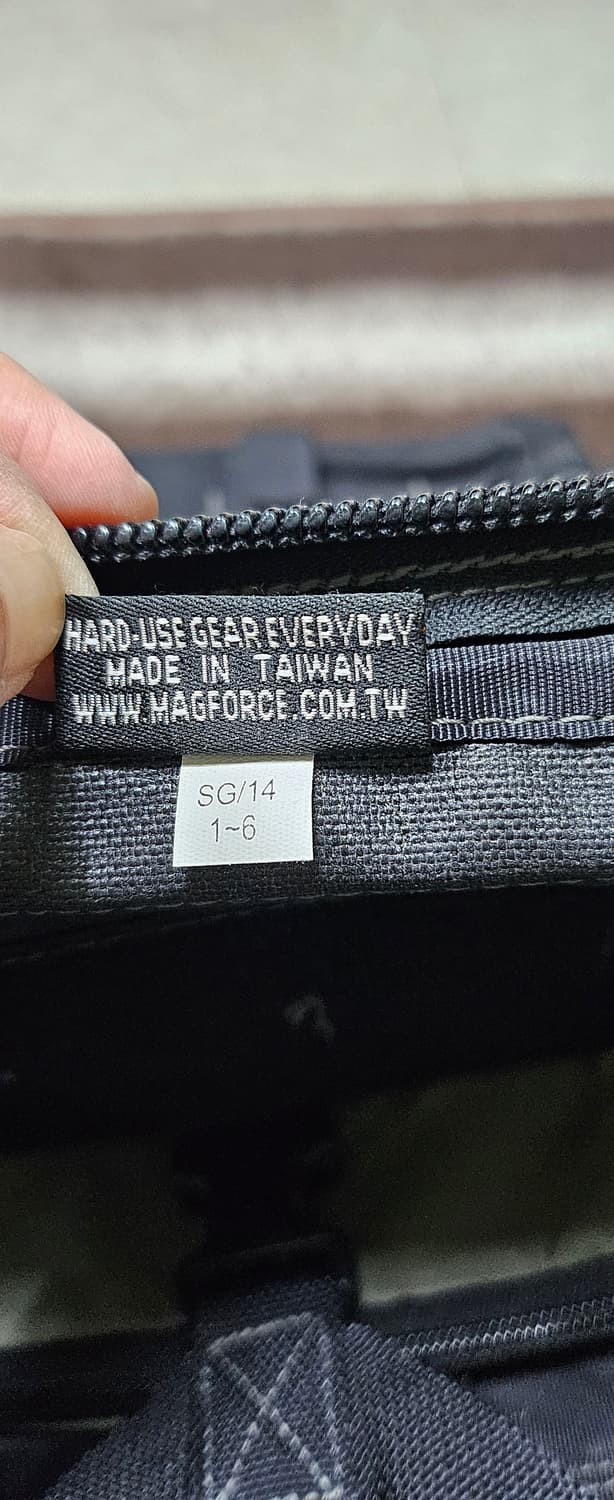 HARD-USE GEAR EVERYDAY
MADE IN TAIWAN
WWW.MAGFORCE.COM.TW
SG/14
1~6